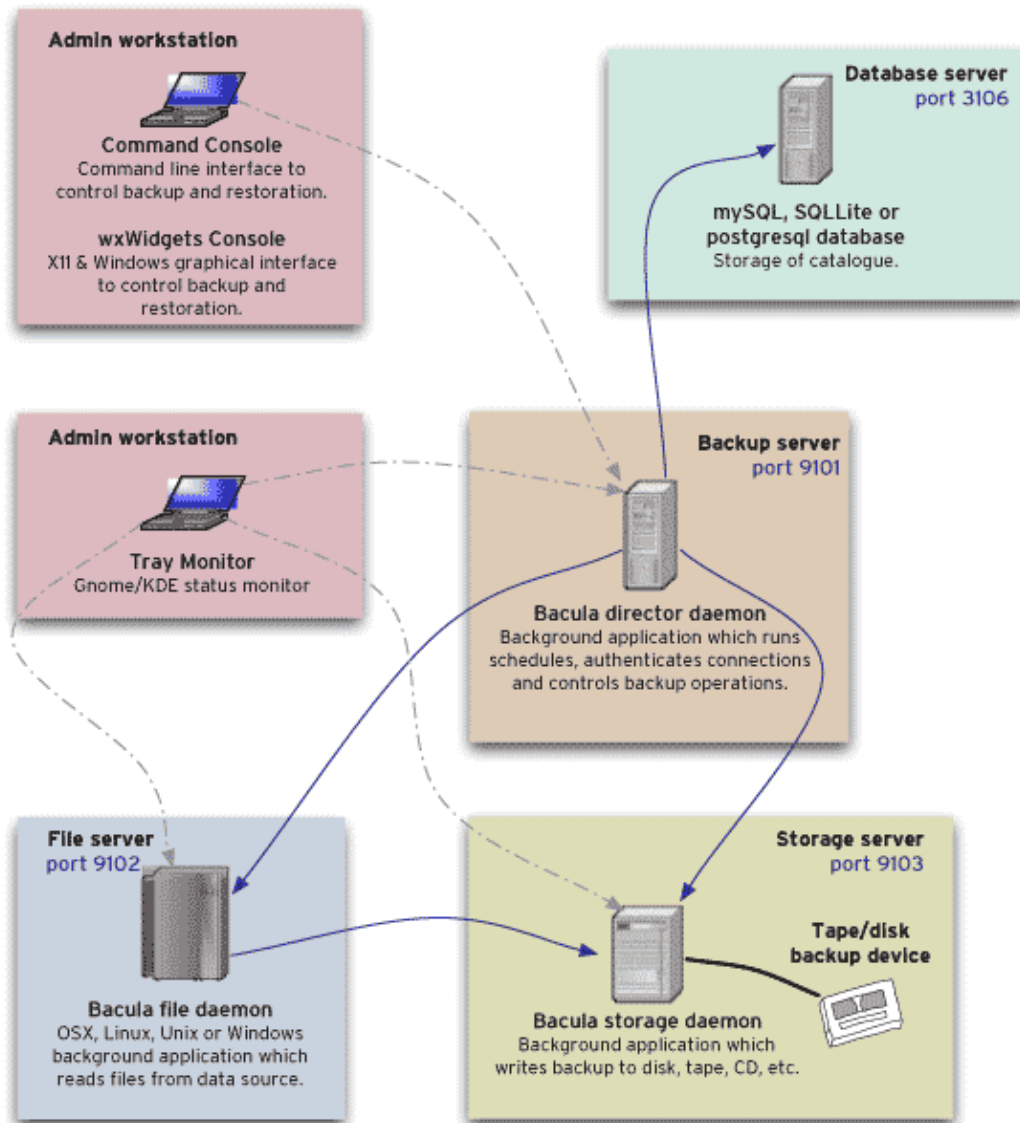 Admin workstation
Command Console
Command line interface to
control backup and restoration.
wxWidgets Console
X11 & Windows graphical interface
to control backup and
restoration.
Database server
port 3106
mySQL, SQLLite or
postgresql database
Storage of catalogue.
Admin workstation
Tray Monitor
Gnome/KDE status monitor
Backup server
port 9101
Bacula director daemon
Background application which runs
schedules, authenticates connections
and controls backup operations.
File server
port 9102
Bacula file daemon
OSX, Linux, Unix or Windows
background application which
reads files from data source.
Storage server
port 9103
Tape/disk
backup device
Bacula storage daemon
Background application which
writes backup to disk, tape, CD, etc.